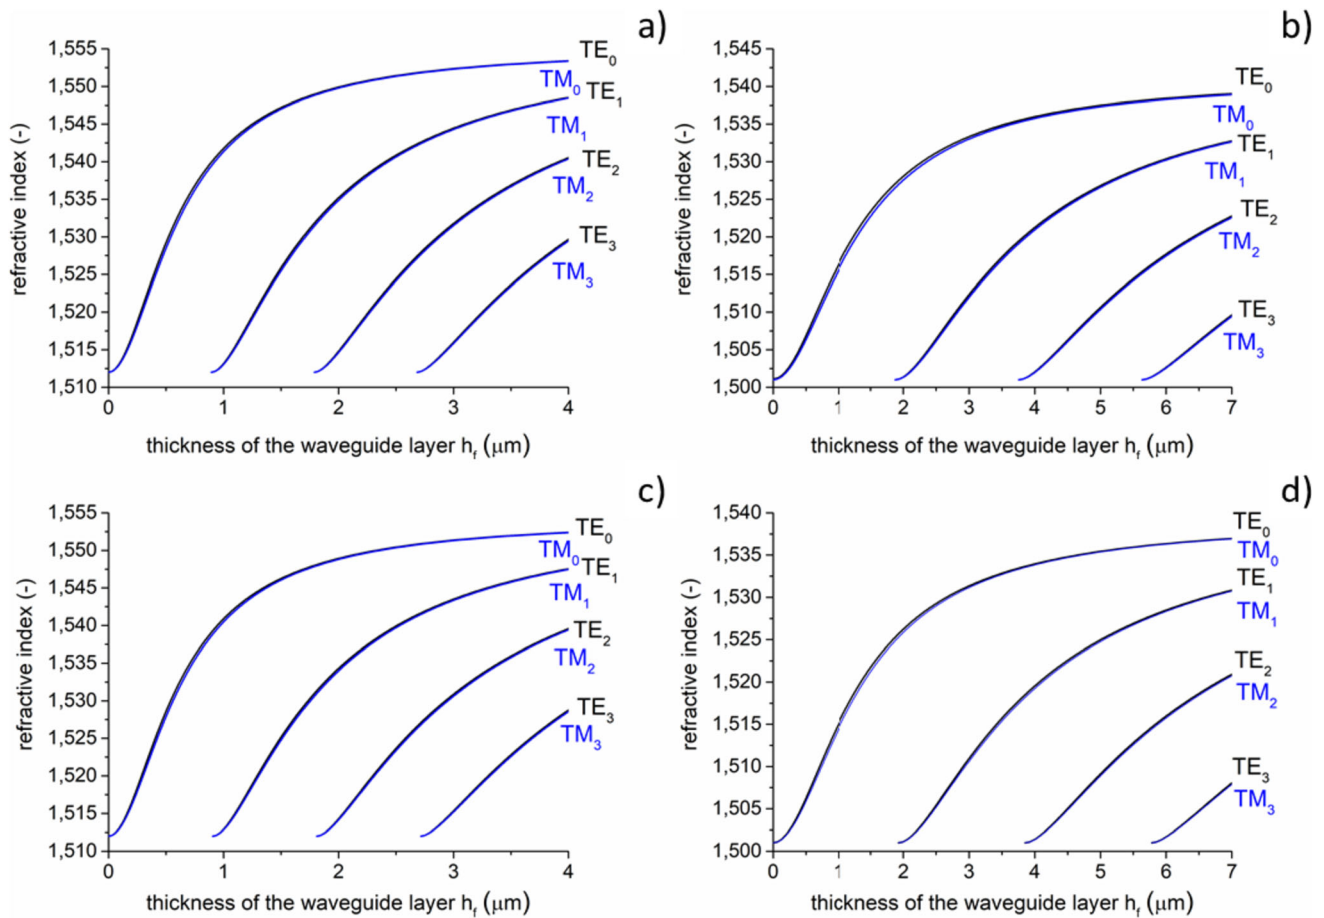 a)
1,555
1,550
1,545
1,540
1,535
1,530
1,525
1,520
1,515
1,510
refractive index (-)
0 1 2 3 4
thickness of the waveguide layer hf (μm)
TE0
TM0
TE1
TM1
TE2
TM2
TE3
TM3
b)
1,545
1,540
1,535
1,530
1,525
1,520
1,515
1,510
1,505
1,500
refractive index (-)
0 1 2 3 4 5 6 7
thickness of the waveguide layer hf (μm)
TE0
TM0
TE1
TM1
TE2
TM2
TE3
TM3
c)
1,555
1,550
1,545
1,540
1,535
1,530
1,525
1,520
1,515
1,510
refractive index (-)
0 1 2 3 4
thickness of the waveguide layer hf (μm)
TE0
TM0
TE1
TM1
TE2
TM2
TE3
TM3
d)
1,540
1,535
1,530
1,525
1,520
1,515
1,510
1,505
1,500
refractive index (-)
0 1 2 3 4 5 6 7
thickness of the waveguide layer hf (μm)
TE0
TM0
TE1
TM1
TE2
TM2
TE3
TM3